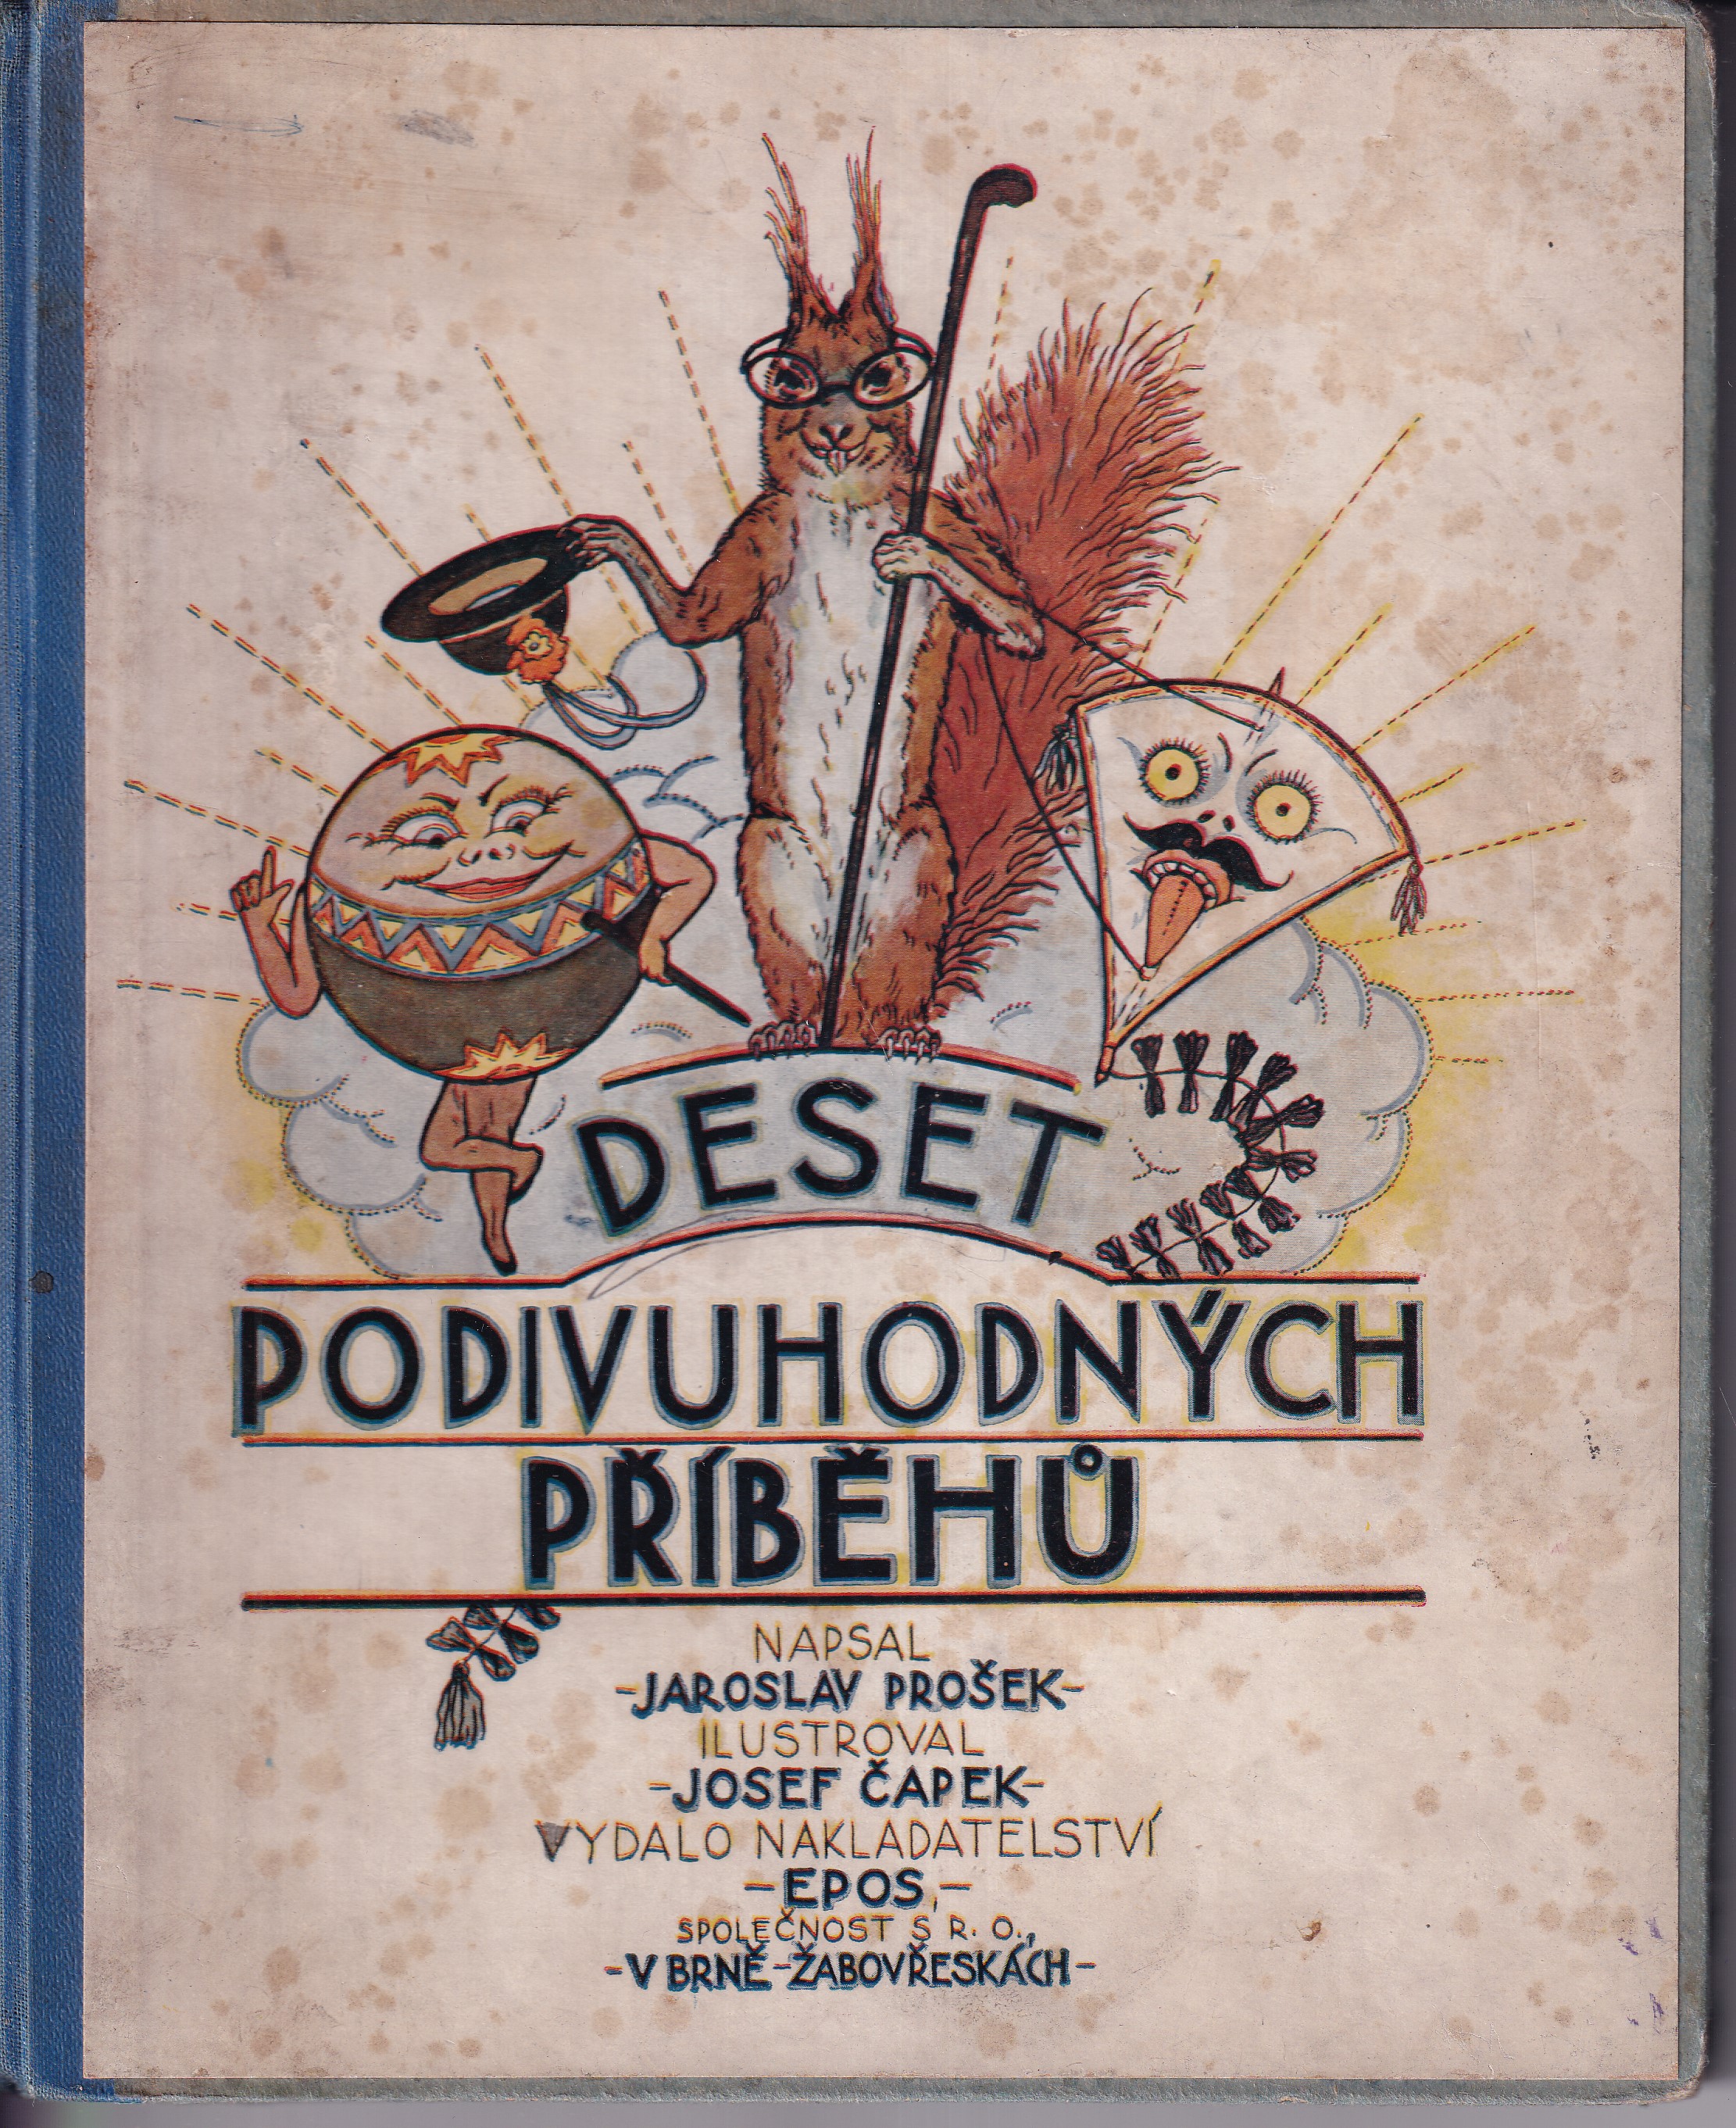 DESET
PODIVUHODNÝCH
PŘÍBĚHŮ
NAPSAL
-JAROSLAV PROŠEK-
ILUSTROVAL
-JOSEF ČAPEK-
VYDALO NAKLADATELSTVÍ
-EPOS,-
SPOLEČNOST S R. O.,
-V BRNĚ-ŽABOVŘESKÁCH-